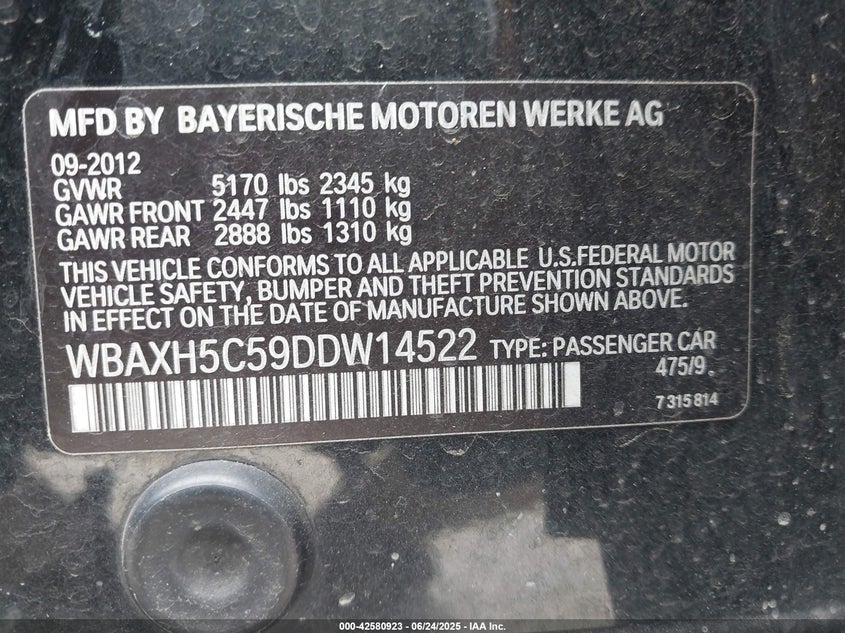 MFD BY BAYERISCHE MOTOREN WERKE AG
09-2012
GVWR 5170 lbs 2345 kg
GAWR FRONT 2447 lbs 1110 kg
GAWR REAR 2888 lbs 1310 kg
THIS VEHICLE CONFORMS TO ALL APPLICABLE U.S.FEDERAL MOTOR
VEHICLE SAFETY, BUMPER AND THEFT PREVENTION STANDARDS
IN EFFECT ON THE DATE OF MANUFACTURE SHOWN ABOVE.
WBAXH5C59DDW14522 TYPE: PASSENGER CAR
475/9
7 315 814
000-42580923 | 06/24/2025 - IAA Inc.